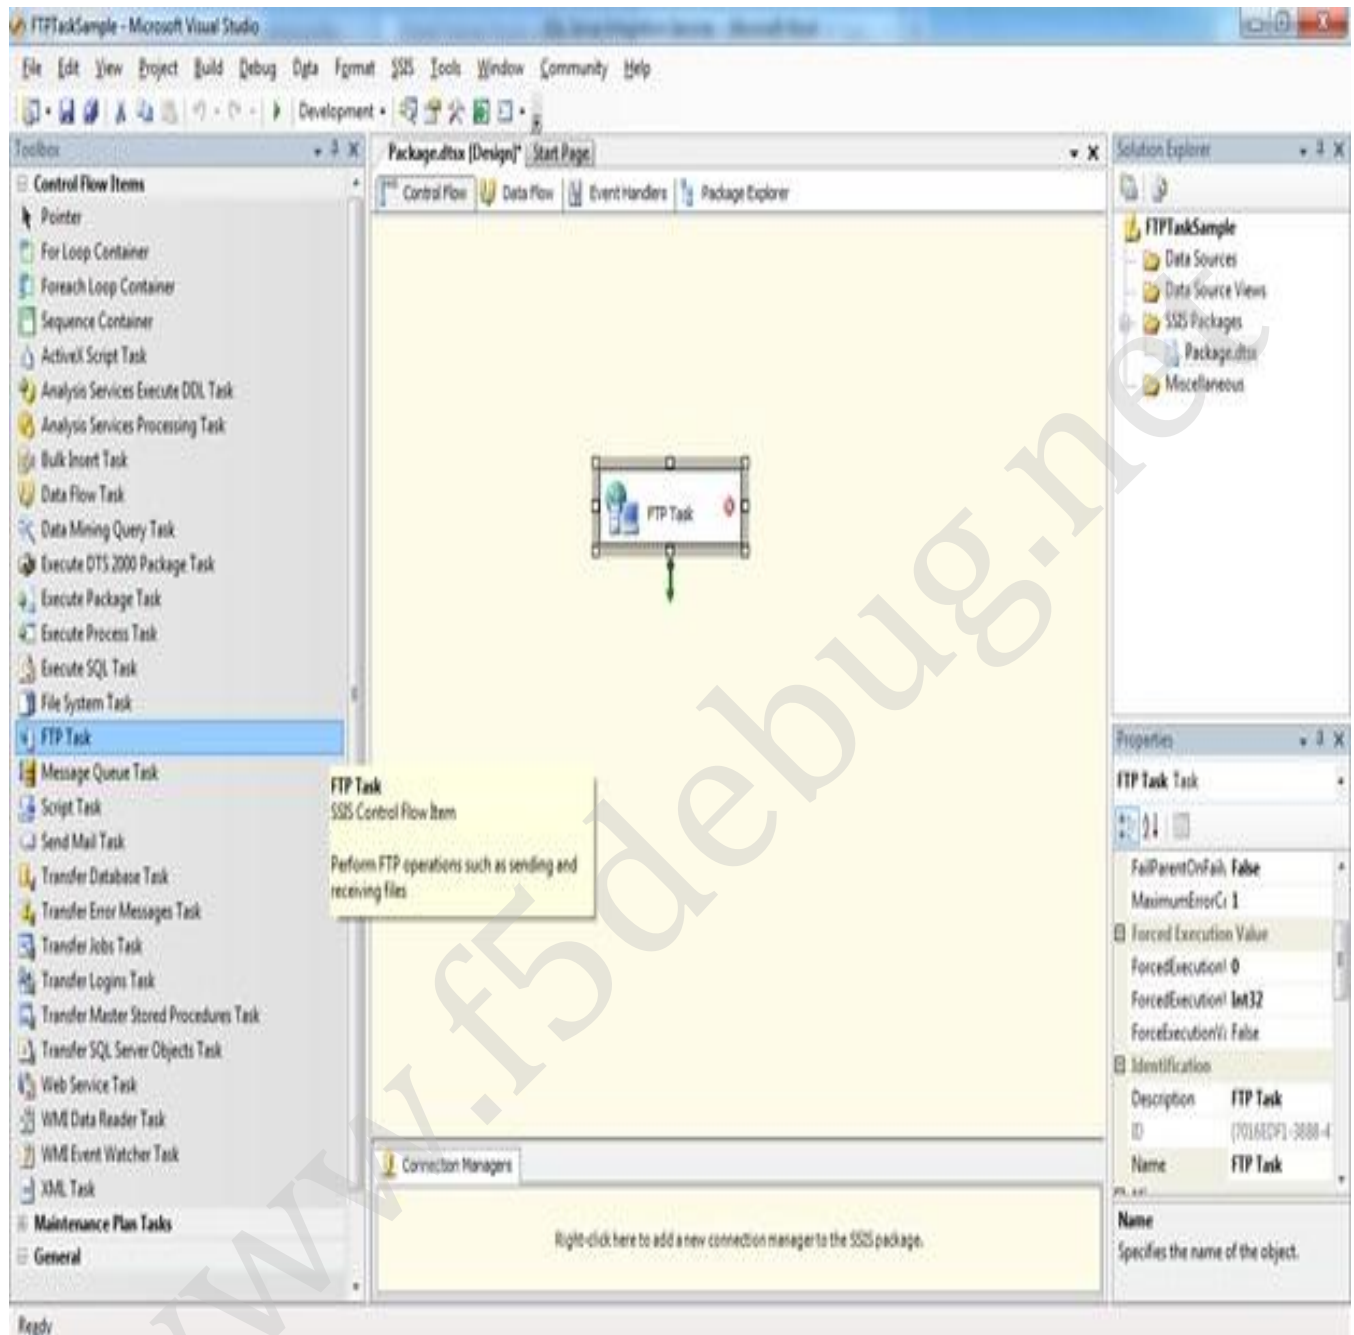 FTPTaskSample - Microsoft Visual Studio
File Edit View Project Build Debug Data Format SSIS Tools Window Community Help
Development
Toolbox
Control Flow Items
Pointer
For Loop Container
Foreach Loop Container
Sequence Container
ActiveX Script Task
Analysis Services Execute DDL Task
Analysis Services Processing Task
Bulk Insert Task
Data Flow Task
Data Mining Query Task
Execute DTS 2000 Package Task
Execute Package Task
Execute Process Task
Execute SQL Task
File System Task
FTP Task
Message Queue Task
Script Task
Send Mail Task
Transfer Database Task
Transfer Error Messages Task
Transfer Jobs Task
Transfer Logins Task
Transfer Master Stored Procedures Task
Transfer SQL Server Objects Task
Web Service Task
WMI Data Reader Task
WMI Event Watcher Task
XML Task
Maintenance Plan Tasks
General
Ready
Package.dtsx [Design]* Start Page
Control Flow Data Flow Event Handlers Package Explorer
FTP Task
FTP Task
SSIS Control Flow Item
Perform FTP operations such as sending and
receiving files
Connection Managers
Right-click here to add a new connection manager to the SSIS package.
Solution Explorer
FTPTaskSample
Data Sources
Data Source Views
SSIS Packages
Package.dtsx
Miscellaneous
Properties
FTP Task Task
FailParentOnFail False
MaximumErrorC 1
Forced Execution Value
ForcedExecution 0
ForcedExecution Int32
ForceExecutionV False
Identification
Description FTP Task
ID {7016EDF1-3888-4
Name FTP Task
Name
Specifies the name of the object.
www.f5debug.net